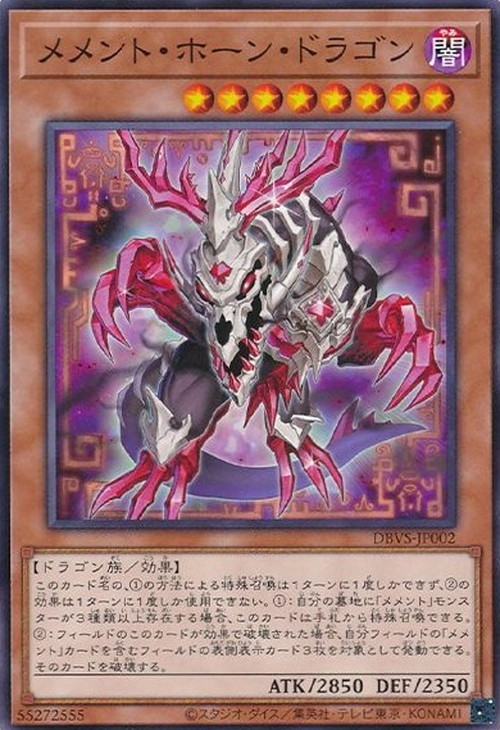 メメント・ホーン・ドラゴン
闇
DBVS-JP002
【ドラゴン族／効果】
このカード名の、①の方法による特殊召喚は1ターンに1度しかできず、②の
効果は1ターンに1度しか使用できない。①：自分の墓地に「メメント」モンス
ターが3種類以上存在する場合、このカードは手札から特殊召喚できる。
②：フィールドのこのカードが効果で破壊された場合、自分フィールドの「メメ
ント」カードを含むフィールドの表側表示カード3枚を対象として発動できる。
そのカードを破壊する。
ATK/2850 DEF/2350
55272555 ©スタジオ・ダイス／集英社・テレビ東京・KONAMI